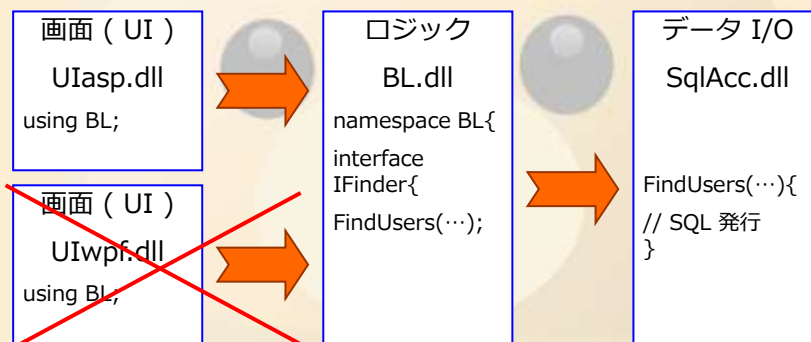 画面 ( UI )
UIasp.dll
using BL;
画面 ( UI )
UIwpf.dll
using BL;
ロジック
BL.dll
namespace BL{
interface
IFinder{
FindUsers(…);
データ I/O
SqlAcc.dll
FindUsers(…){
// SQL 発行
}